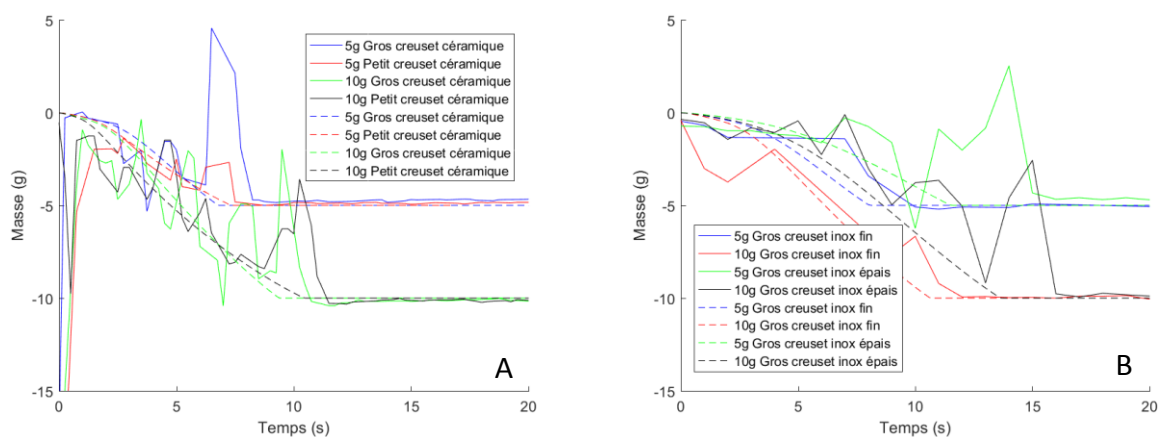 5
0
-5
-10
-15
Masse (g)
0
5
10
15
20
Temps (s)
5g Gros creuset céramique
5g Petit creuset céramique
10g Gros creuset céramique
10g Petit creuset céramique
5g Gros creuset céramique
5g Petit creuset céramique
10g Gros creuset céramique
10g Petit creuset céramique
A
5
0
-5
-10
-15
Masse (g)
0
5
10
15
20
Temps (s)
5g Gros creuset inox fin
10g Gros creuset inox fin
5g Gros creuset inox épais
10g Gros creuset inox épais
5g Gros creuset inox fin
10g Gros creuset inox fin
5g Gros creuset inox épais
10g Gros creuset inox épais
B